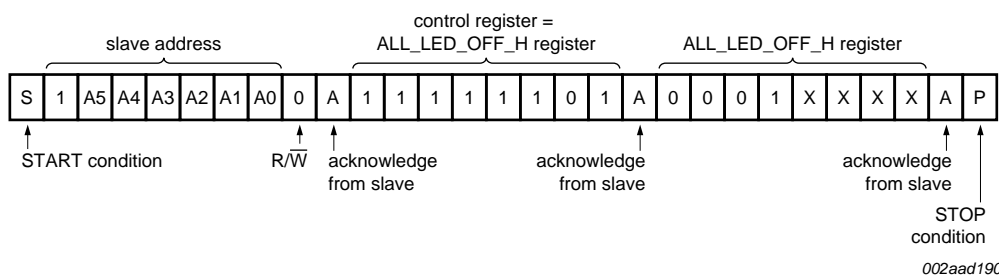 control register =
slave address ALL_LED_OFF_H register ALL_LED_OFF_H register
S 1 A5 A4 A3 A2 A1 A0 0 A 1 1 1 1 1 1 0 1 A 0 0 0 1 X X X X A P
START condition R/W̅ acknowledge acknowledge acknowledge
from slave from slave from slave
STOP
condition
002aad190